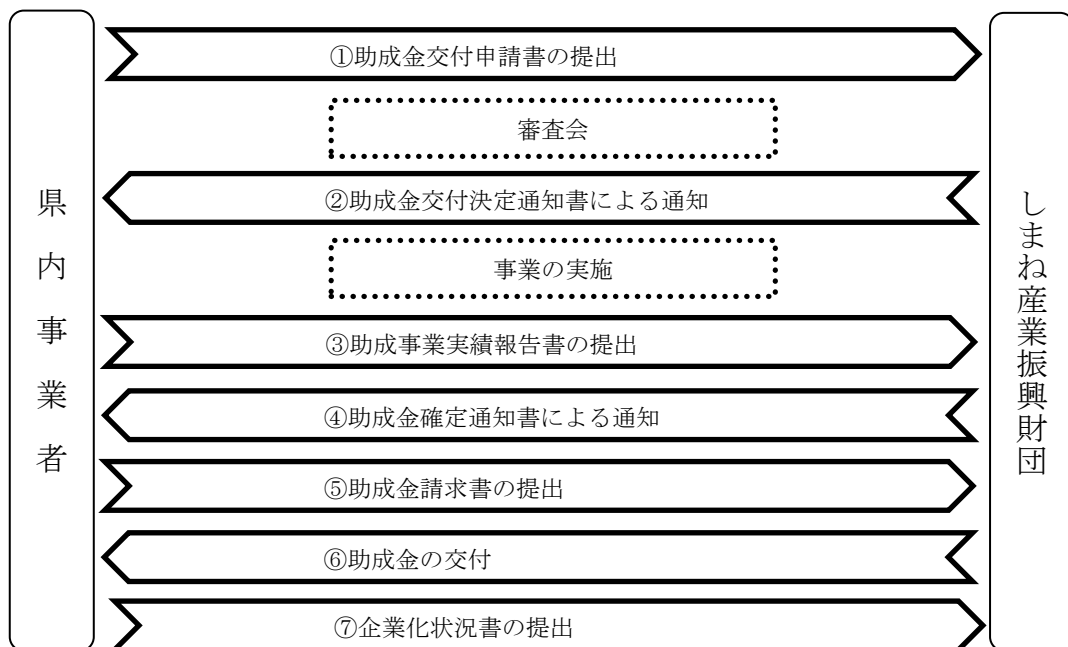 県内事業者
①助成金交付申請書の提出
審査会
②助成金交付決定通知書による通知
事業の実施
③助成事業実績報告書の提出
④助成金確定通知書による通知
⑤助成金請求書の提出
⑥助成金の交付
⑦企業化状況書の提出
しまね産業振興財団